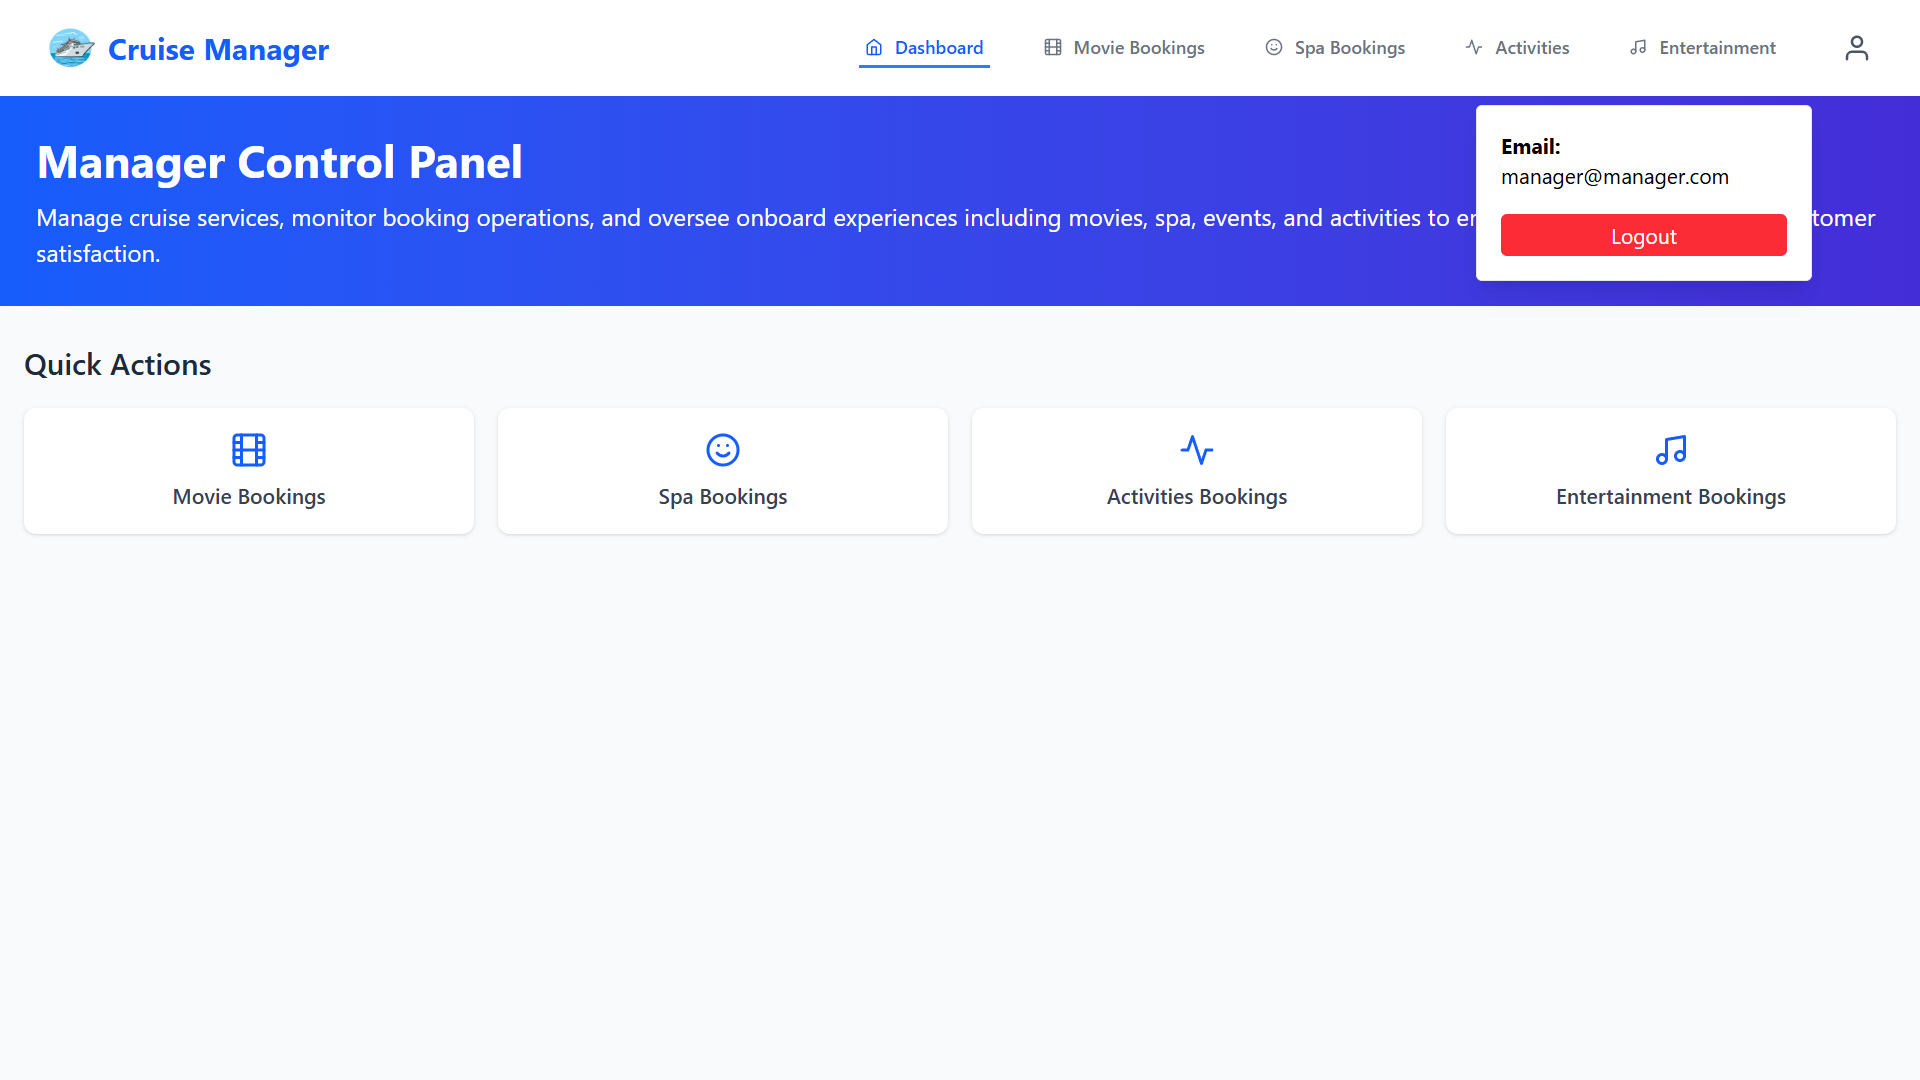 Cruise Manager
Dashboard
Movie Bookings
Spa Bookings
Activities
Entertainment
Manager Control Panel
Manage cruise services, monitor booking operations, and oversee onboard experiences including movies, spa, events, and activities to
satisfaction.
Email:
manager@manager.com
Logout
Quick Actions
Movie Bookings
Spa Bookings
Activities Bookings
Entertainment Bookings